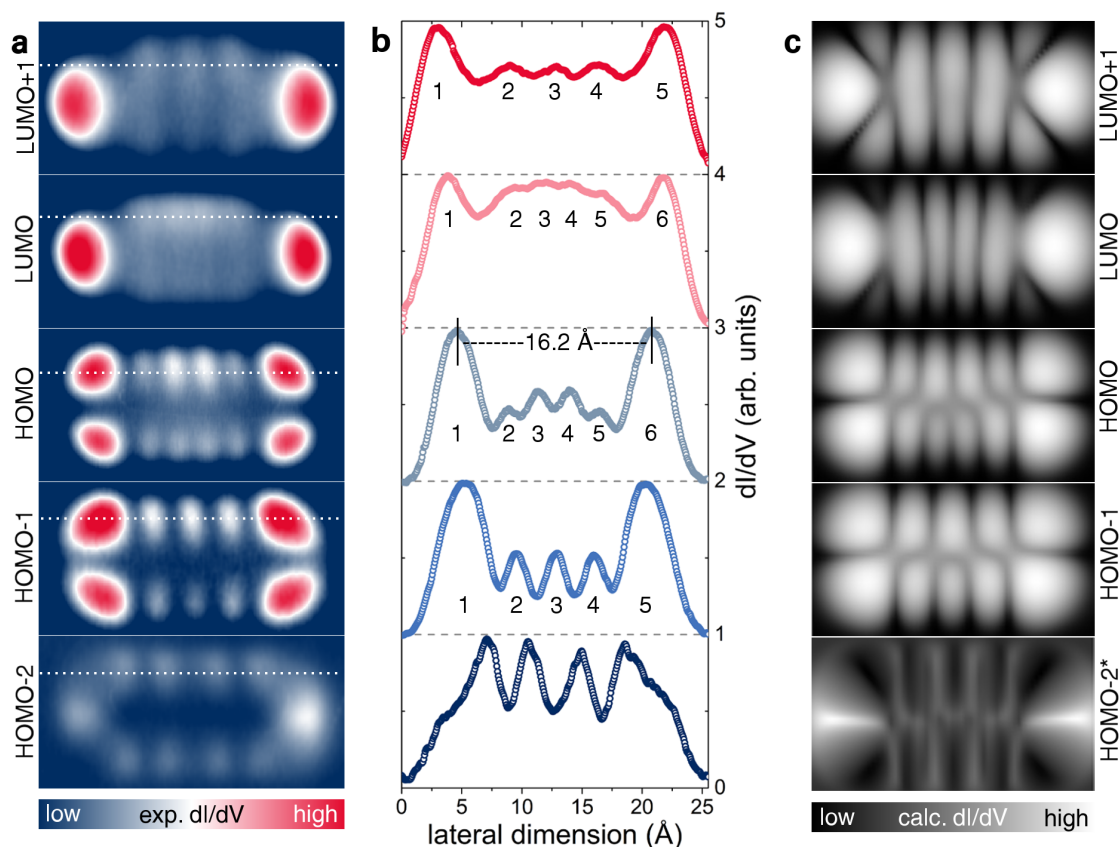 a
LUMO+1
LUMO
HOMO
HOMO-1
HOMO-2
low exp. dI/dV high
b
5
4
3
2
1
0
1 2 3 4 5
1 2 3 4 5 6
16.2 Å
1 2 3 4 5 6
1 2 3 4 5
dI/dV (arb. units)
0 5 10 15 20 25
lateral dimension (Å)
c
LUMO+1
LUMO
HOMO
HOMO-1
HOMO-2*
low calc. dI/dV high